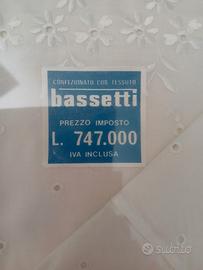 CONFEZIONATO CON TESSUTO
bassetti
PREZZO IMPOSTO
L. 747.000
IVA INCLUSA
subito